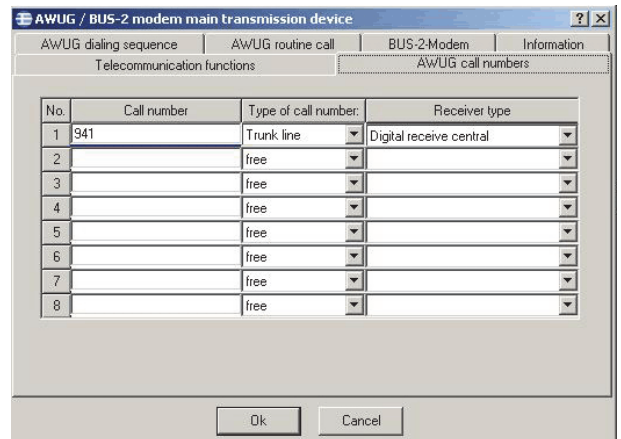 AWUG / BUS-2 modem main transmission device
AWUG dialing sequence AWUG routine call BUS-2-Modem Information
Telecommunication functions AWUG call numbers
No. Call number Type of call number: Receiver type
1 941 Trunk line Digital receive central
2 free
3 free
4 free
5 free
6 free
7 free
8 free
Ok Cancel